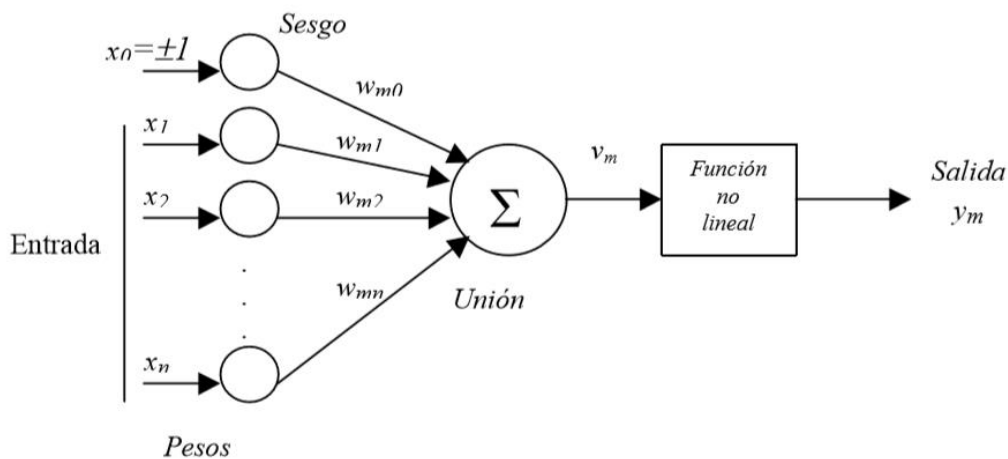 Sesgo
x0=±1
wm0
x1
wm1
vm
Función
no
lineal
Salida
ym
x2
wm2
Σ
Entrada
.
.
.
wmn
Unión
xn
Pesos